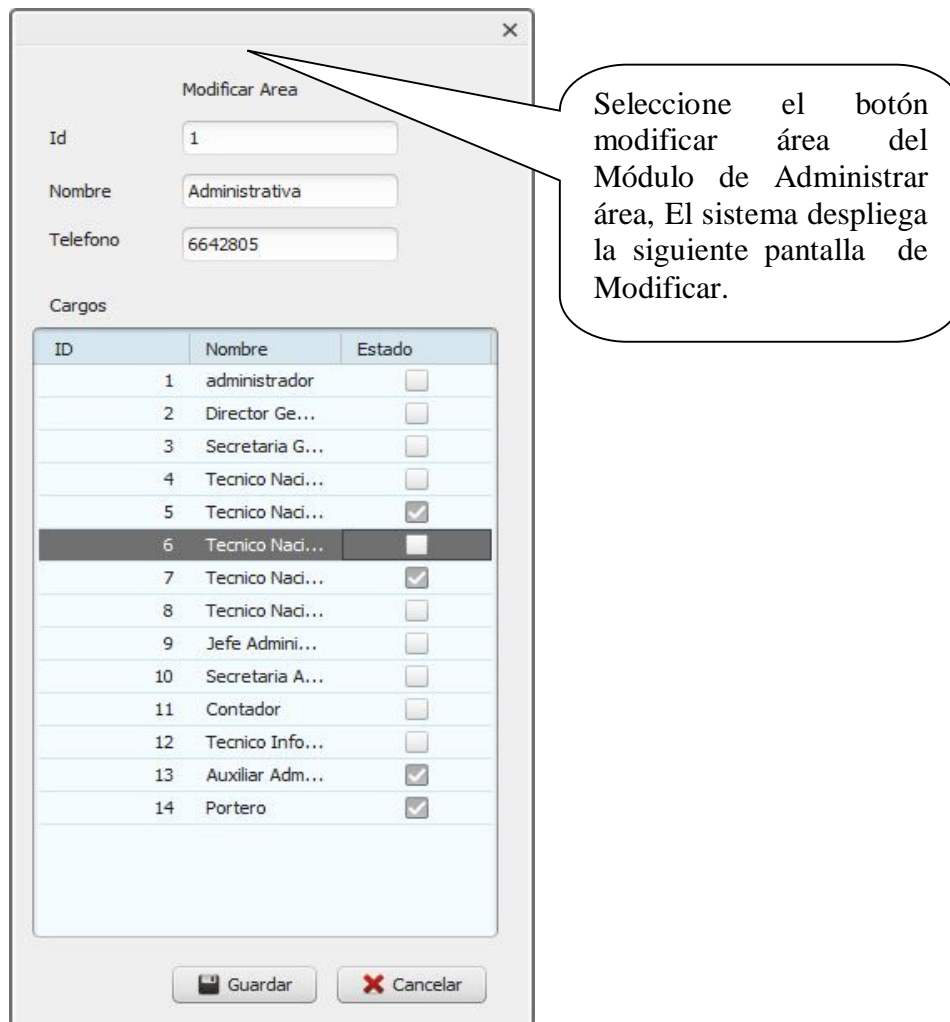 Modificar Area
Id 1
Nombre Administrativa
Telefono 6642805
Cargos
ID Nombre Estado
1 administrador
2 Director Ge...
3 Secretaria G...
4 Tecnico Naci...
5 Tecnico Naci...
6 Tecnico Naci...
7 Tecnico Naci...
8 Tecnico Naci...
9 Jefe Admini...
10 Secretaria A...
11 Contador
12 Tecnico Info...
13 Auxiliar Adm...
14 Portero
Guardar Cancelar
Seleccione el botón
modificar área del
Módulo de Administrar
área, El sistema despliega
la siguiente pantalla de
Modificar.